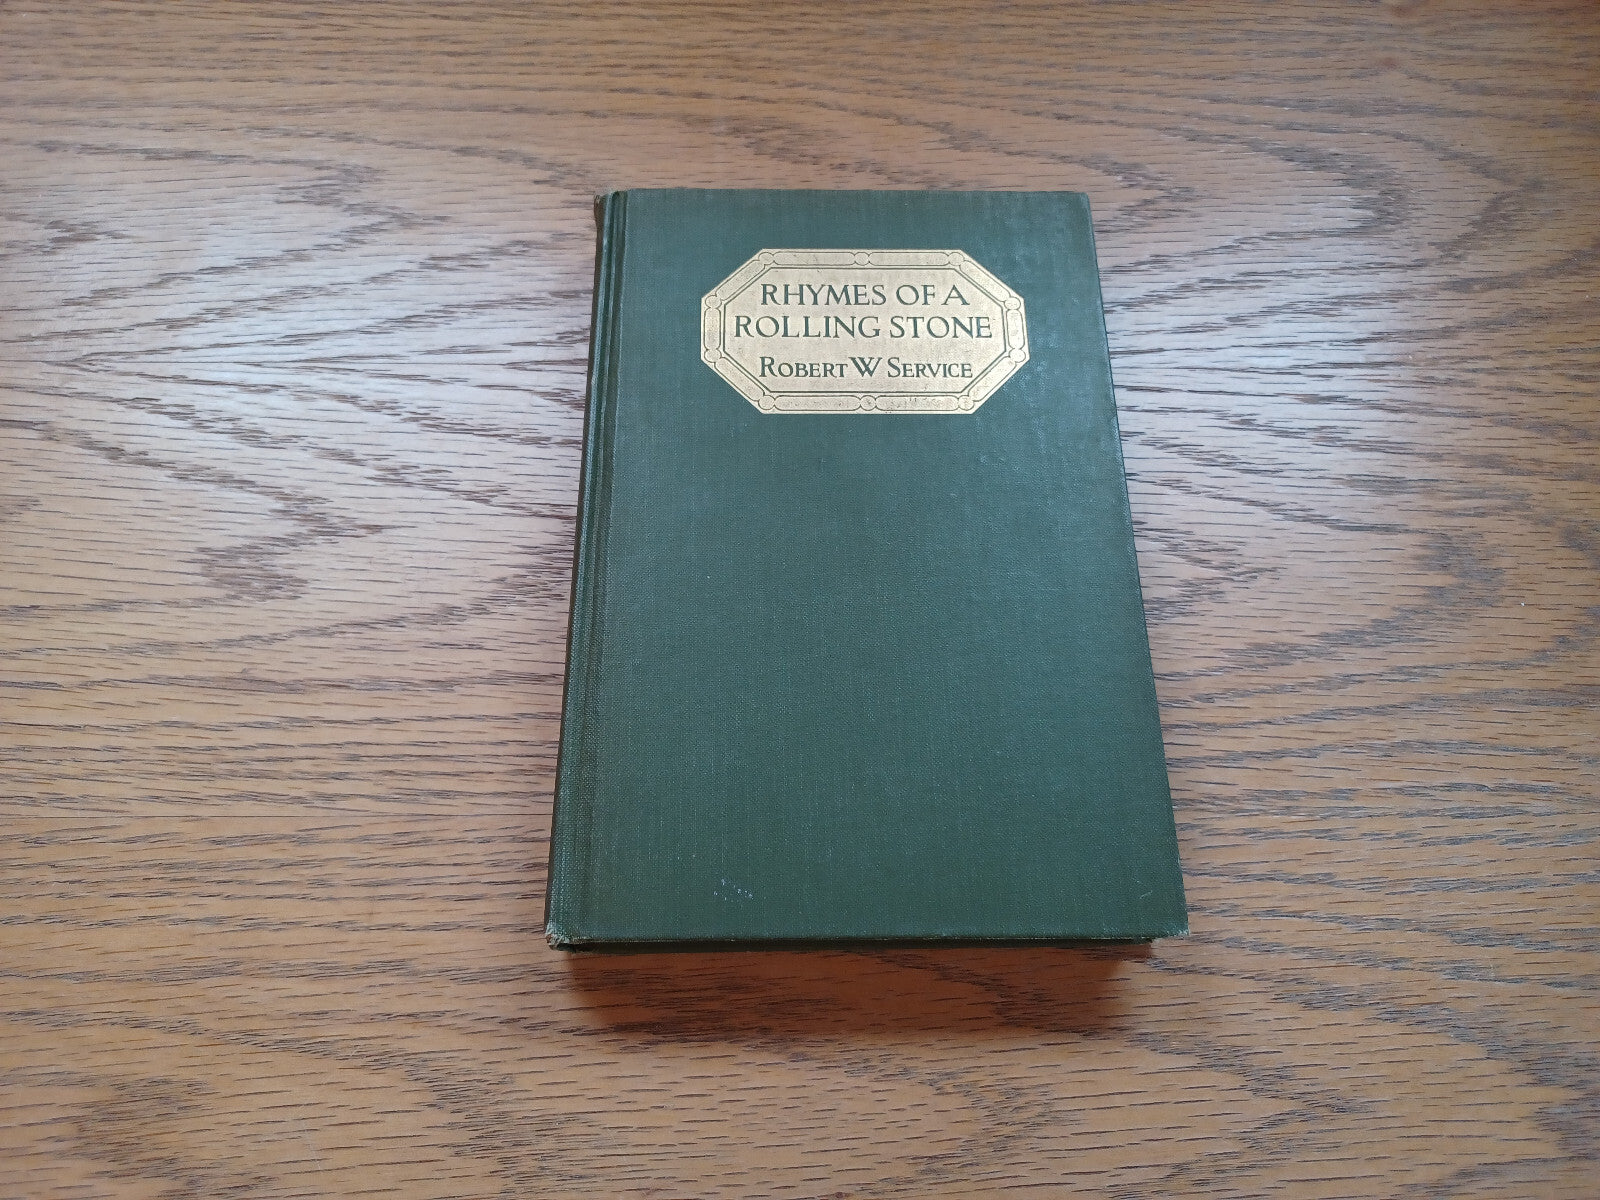 RHYMES OF A
ROLLING STONE
ROBERT W SERVICE